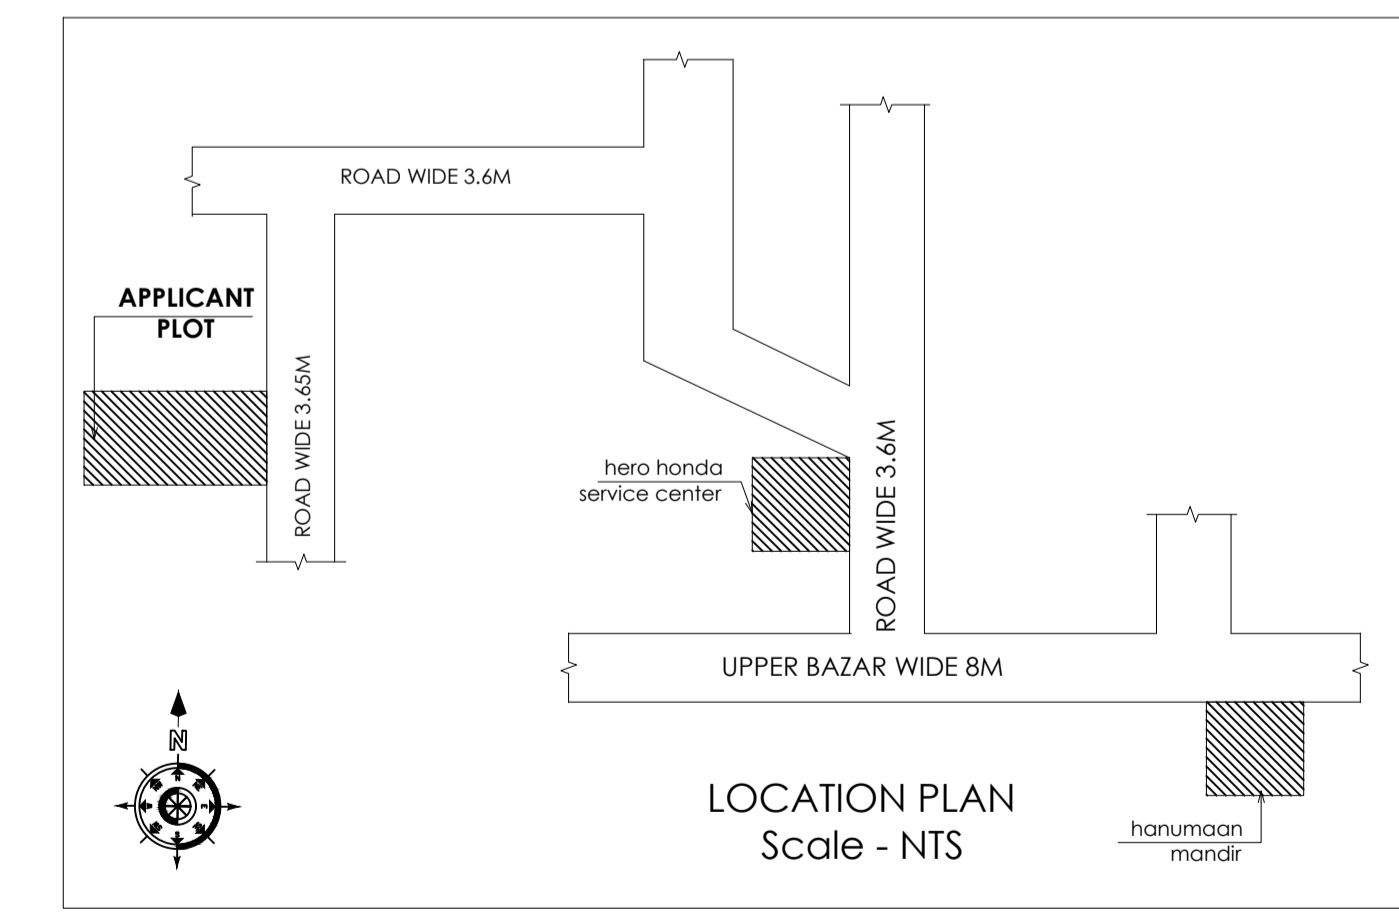 ROAD WIDE 3.6M
APPLICANT
PLOT
ROAD WIDE 3.65M
hero honda
service center
ROAD WIDE 3.6M
UPPER BAZAR WIDE 8M
N
N
E
S
LOCATION PLAN
Scale - NTS
hanumaan
mandir